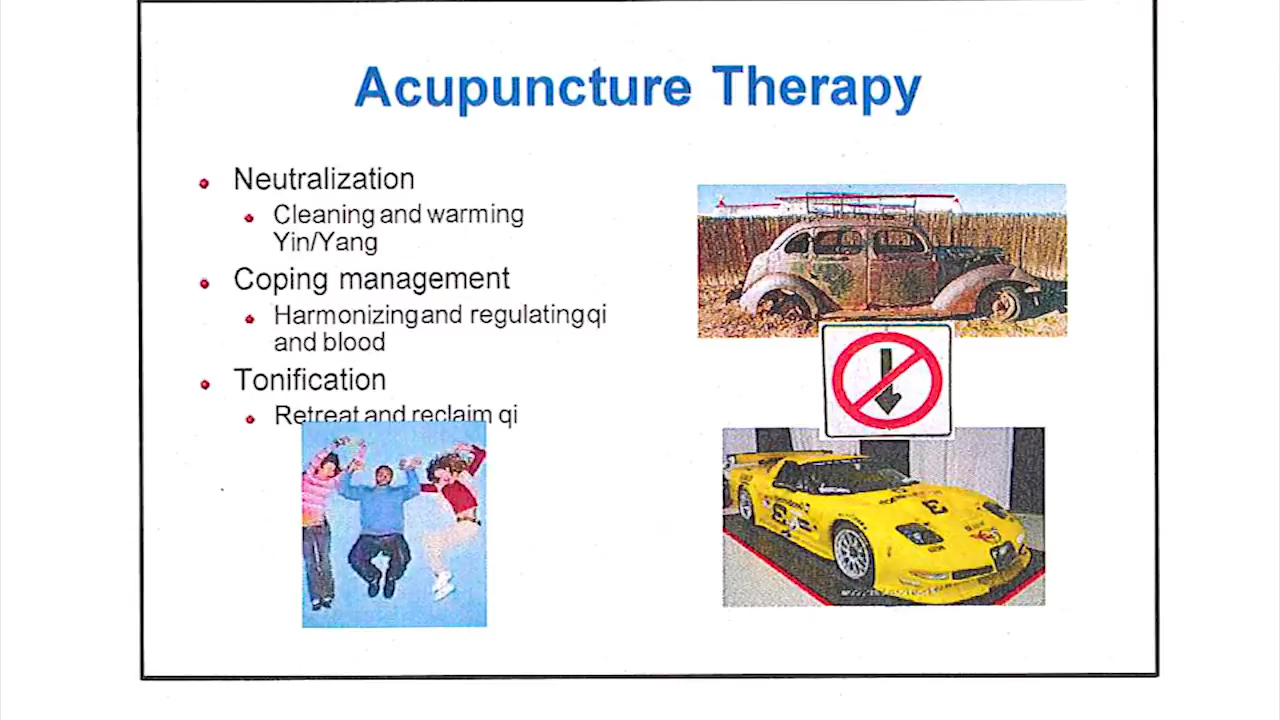 Acupuncture Therapy
Neutralization
Cleaning and warming
Yin/Yang
Coping management
Harmonizing and regulating qi
and blood
Tonification
Retreat and reclaim qi